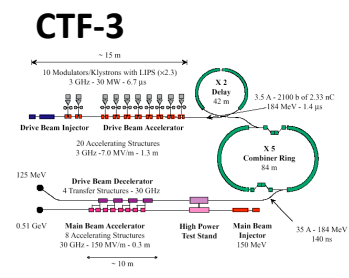 CTF-3
~ 15 m
10 Modulators/Klystrons with LIPS (×2.3)
3 GHz - 30 MW - 6.7 μs
X 2
Delay
42 m
3.5 A - 2100 b of 2.33 nC
184 MeV - 1.4 μs
Drive Beam Injector
Drive Beam Accelerator
20 Accelerating Structures
3 GHz -7.0 MV/m - 1.3 m
X 5
Combiner Ring
84 m
Drive Beam Decelerator
4 Transfer Structures - 30 GHz
125 MeV
0.51 GeV
Main Beam Accelerator
8 Accelerating Structures
30 GHz - 150 MV/m - 0.3 m
High Power
Test Stand
Main Beam
Injector
150 MeV
35 A - 184 MeV
140 ns
~ 10 m